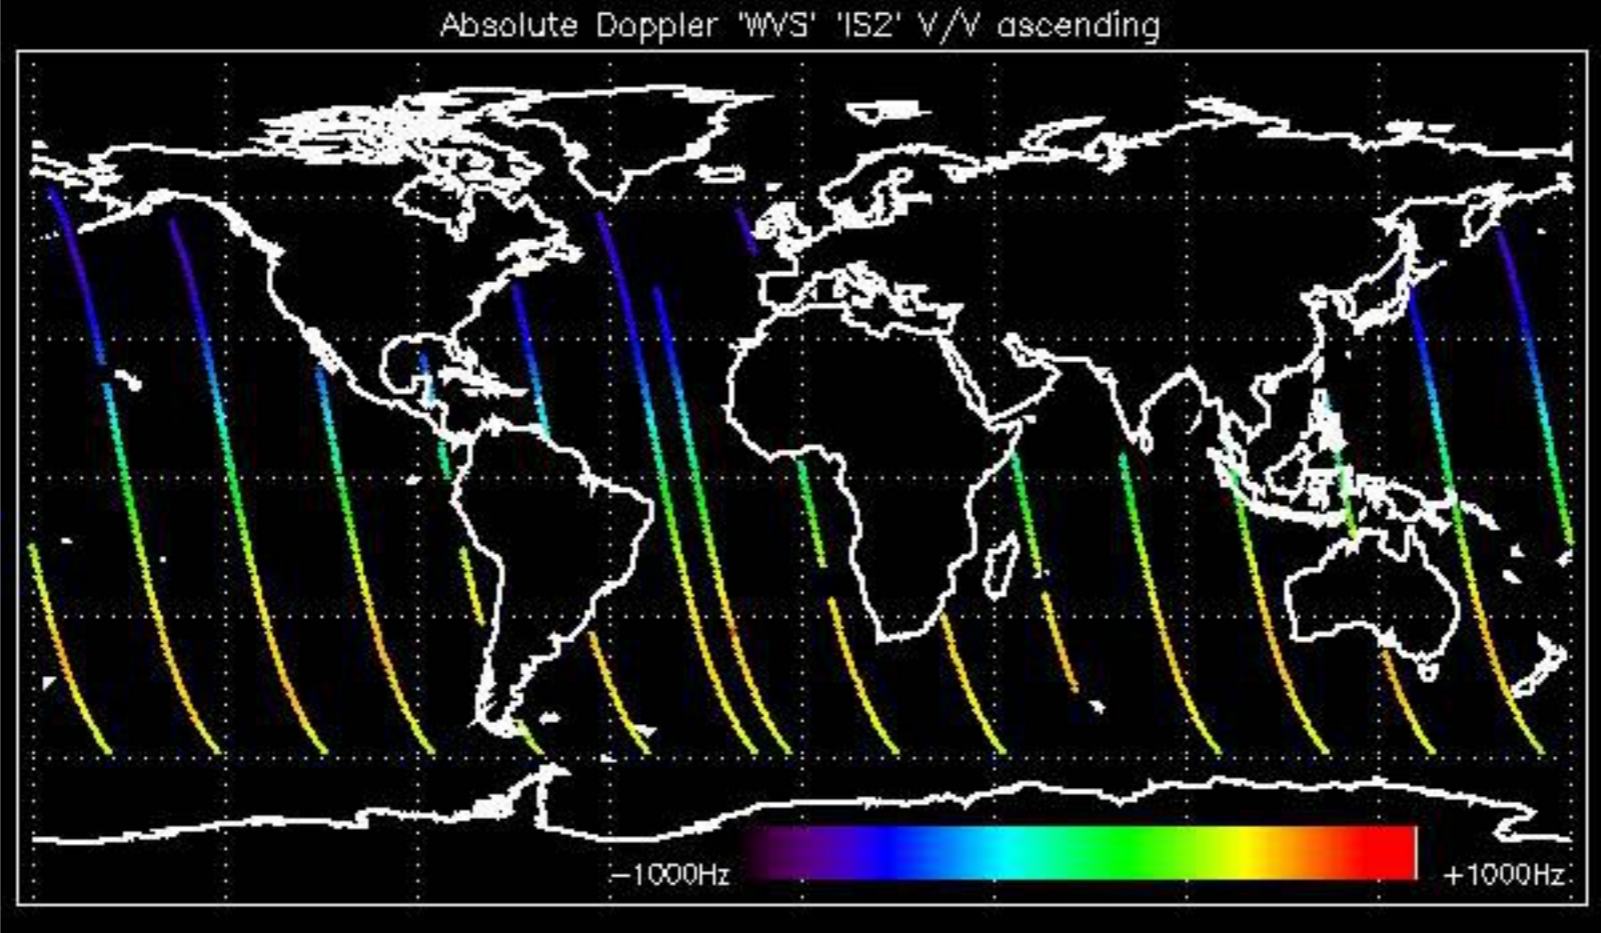 Absolute Doppler 'WVS' 'IS2' V/V ascending
-1000Hz +1000Hz